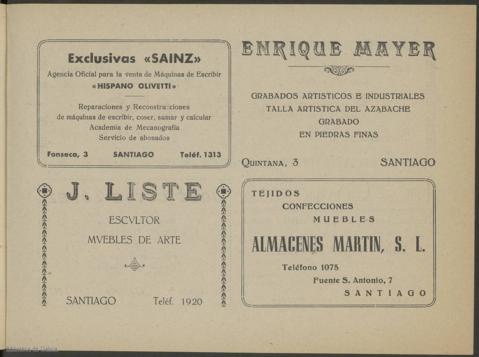 Exclusivas «SAINZ»
Agencia Oficial para la venta de Máquinas de Escribir
«HISPANO OLIVETTI»
Reparaciones y Reconstrucciones
de máquinas de escribir, coser, sumar y calcular
Academia de Mecanografía
Servicio de abonados
Fonseca, 3 SANTIAGO Teléf. 1313
ENRIQUE MAYER
GRABADOS ARTISTICOS E INDUSTRIALES
TALLA ARTISTICA DEL AZABACHE
GRABADO
EN PIEDRAS FINAS
QUINTANA, 3 SANTIAGO
J. LISTE
ESCVLTOR
MVEBLES DE ARTE
SANTIAGO Teléf. 1920
TEJIDOS
CONFECCIONES
MUEBLES
ALMACENES MARTIN, S. L.
Teléfono 1075
Fuente S. Antonio, 7
SANTIAGO
Biblioteca de Galicia